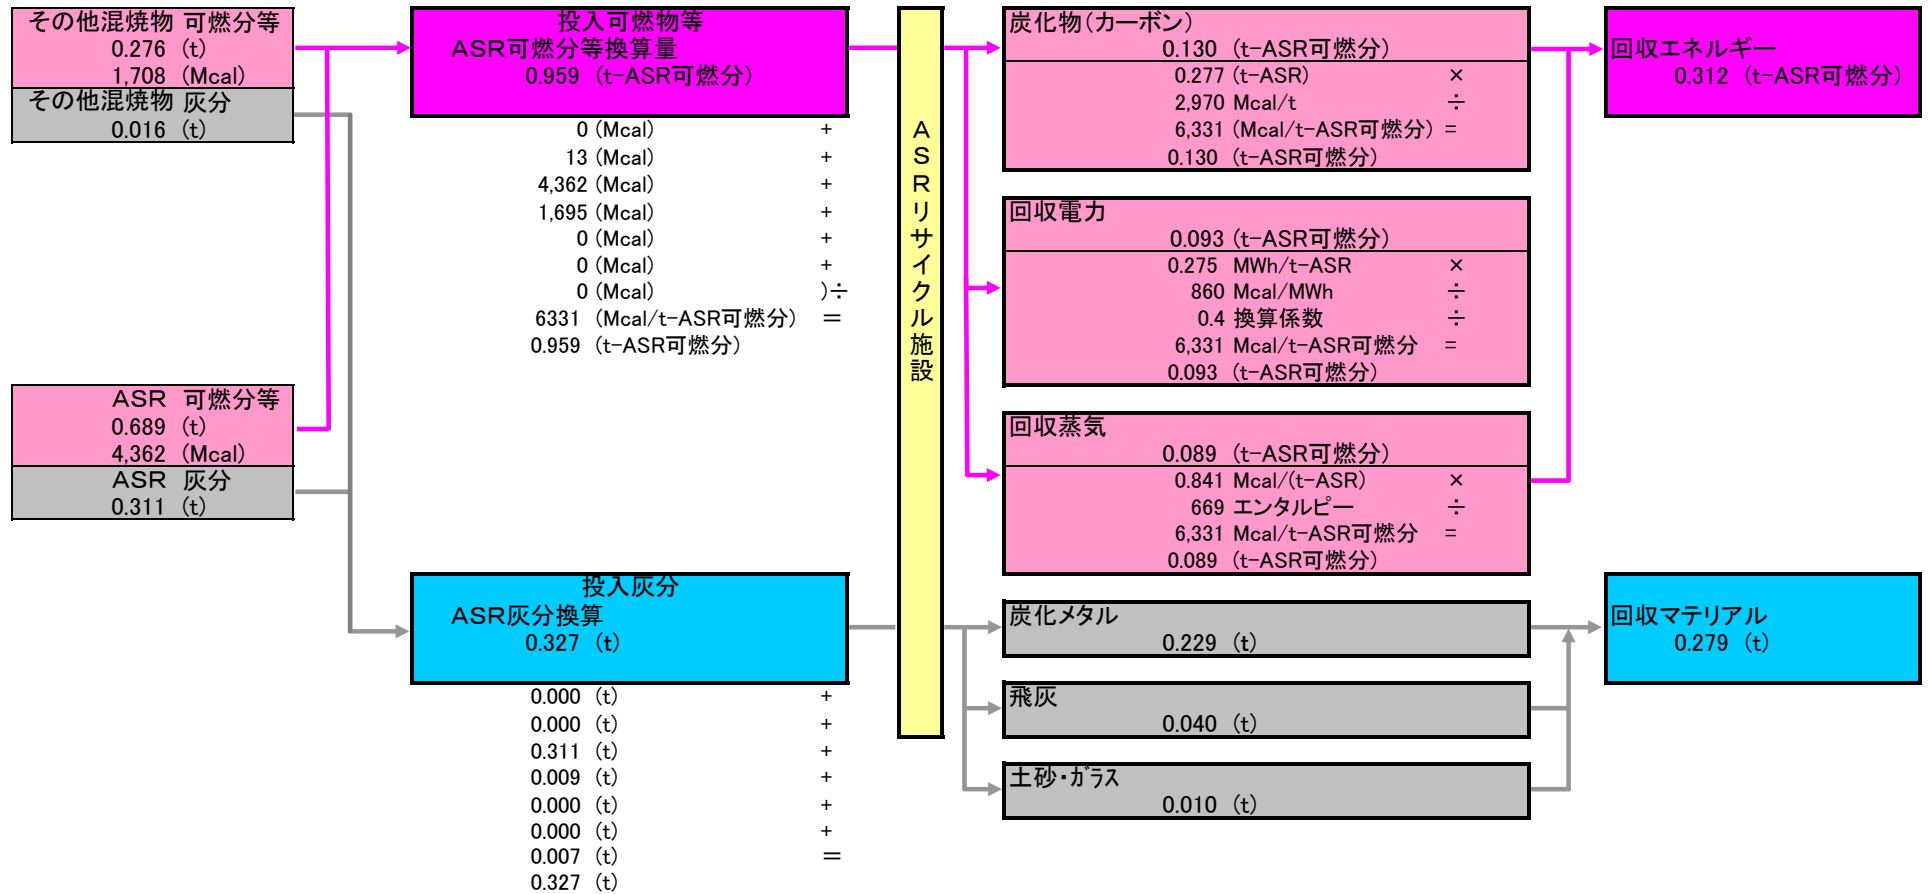 その他混焼物 可燃分等
0.276 (t)
1,708 (Mcal)
その他混焼物 灰分
0.016 (t)
ASR 可燃分等
0.689 (t)
4,362 (Mcal)
ASR 灰分
0.311 (t)
投入可燃物等
ASR可燃分等換算量
0.959 (t-ASR可燃分)
0 (Mcal) +
13 (Mcal) +
4,362 (Mcal) +
1,695 (Mcal) +
0 (Mcal) +
0 (Mcal) +
0 (Mcal) )÷
6331 (Mcal/t-ASR可燃分) =
0.959 (t-ASR可燃分)
投入灰分
ASR灰分換算
0.327 (t)
0.000 (t) +
0.000 (t) +
0.311 (t) +
0.009 (t) +
0.000 (t) +
0.000 (t) +
0.007 (t) =
0.327 (t)
ASRリサイクル施設
炭化物(カーボン)
0.130 (t-ASR可燃分)
0.277 (t-ASR) ×
2,970 Mcal/t ÷
6,331 (Mcal/t-ASR可燃分) =
0.130 (t-ASR可燃分)
回収電力
0.093 (t-ASR可燃分)
0.275 MWh/t-ASR ×
860 Mcal/MWh ÷
0.4 換算係数 ÷
6,331 Mcal/t-ASR可燃分 =
0.093 (t-ASR可燃分)
回収蒸気
0.089 (t-ASR可燃分)
0.841 Mcal/(t-ASR) ×
669 エンタルピー ÷
6,331 Mcal/t-ASR可燃分 =
0.089 (t-ASR可燃分)
炭化メタル
0.229 (t)
飛灰
0.040 (t)
土砂・ガラス
0.010 (t)
回収エネルギー
0.312 (t-ASR可燃分)
回収マテリアル
0.279 (t)